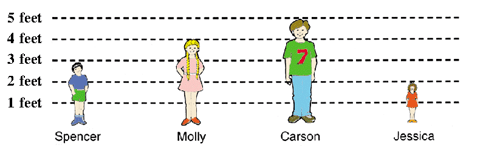 5 feet
4 feet
3 feet
2 feet
1 feet
7
Spencer Molly Carson Jessica